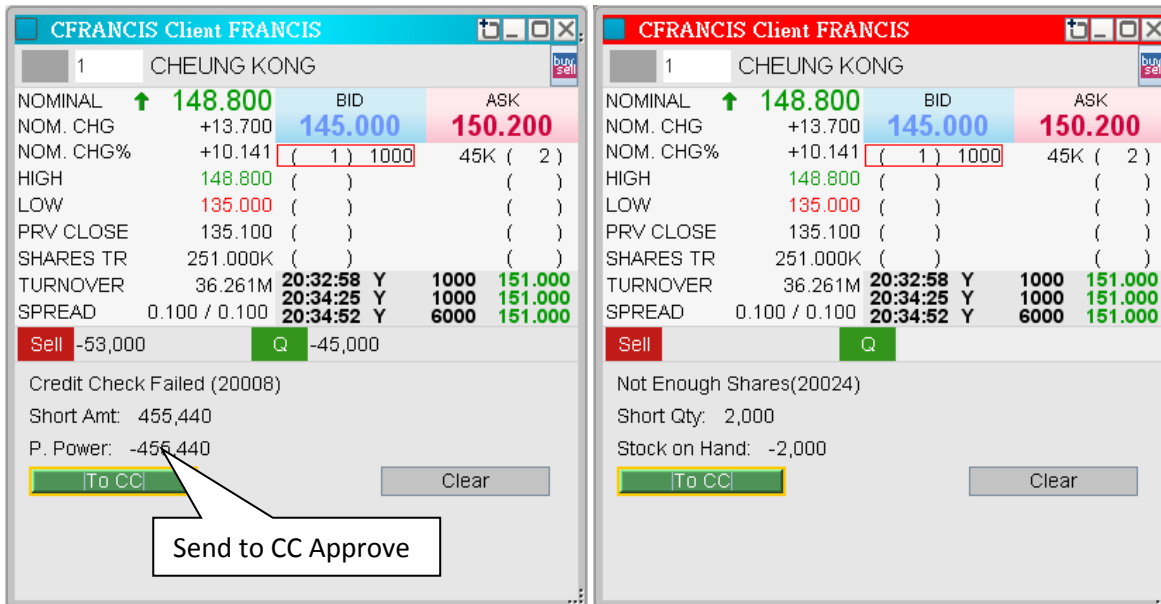 CFRANCIS Client FRANCIS
1 CHEUNG KONG
buy sell
NOMINAL 148.800 BID ASK
NOM. CHG +13.700 145.000 150.200
NOM. CHG% +10.141 ( 1 ) 1000 45K ( 2 )
HIGH 148.800 ( ) ( )
LOW 135.000 ( ) ( )
PRV CLOSE 135.100 ( ) ( )
SHARES TR 251.000K ( ) ( )
TURNOVER 36.261M 20:32:58 Y 1000 151.000
20:34:25 Y 1000 151.000
SPREAD 0.100 / 0.100 20:34:52 Y 6000 151.000
Sell -53,000 Q -45,000
Credit Check Failed (20008)
Short Amt: 455,440
P. Power: -455,440
To CC Clear
Send to CC Approve
CFRANCIS Client FRANCIS
1 CHEUNG KONG
buy sell
NOMINAL 148.800 BID ASK
NOM. CHG +13.700 145.000 150.200
NOM. CHG% +10.141 ( 1 ) 1000 45K ( 2 )
HIGH 148.800 ( ) ( )
LOW 135.000 ( ) ( )
PRV CLOSE 135.100 ( ) ( )
SHARES TR 251.000K ( ) ( )
TURNOVER 36.261M 20:32:58 Y 1000 151.000
20:34:25 Y 1000 151.000
SPREAD 0.100 / 0.100 20:34:52 Y 6000 151.000
Sell Q
Not Enough Shares(20024)
Short Qty: 2,000
Stock on Hand: -2,000
To CC Clear